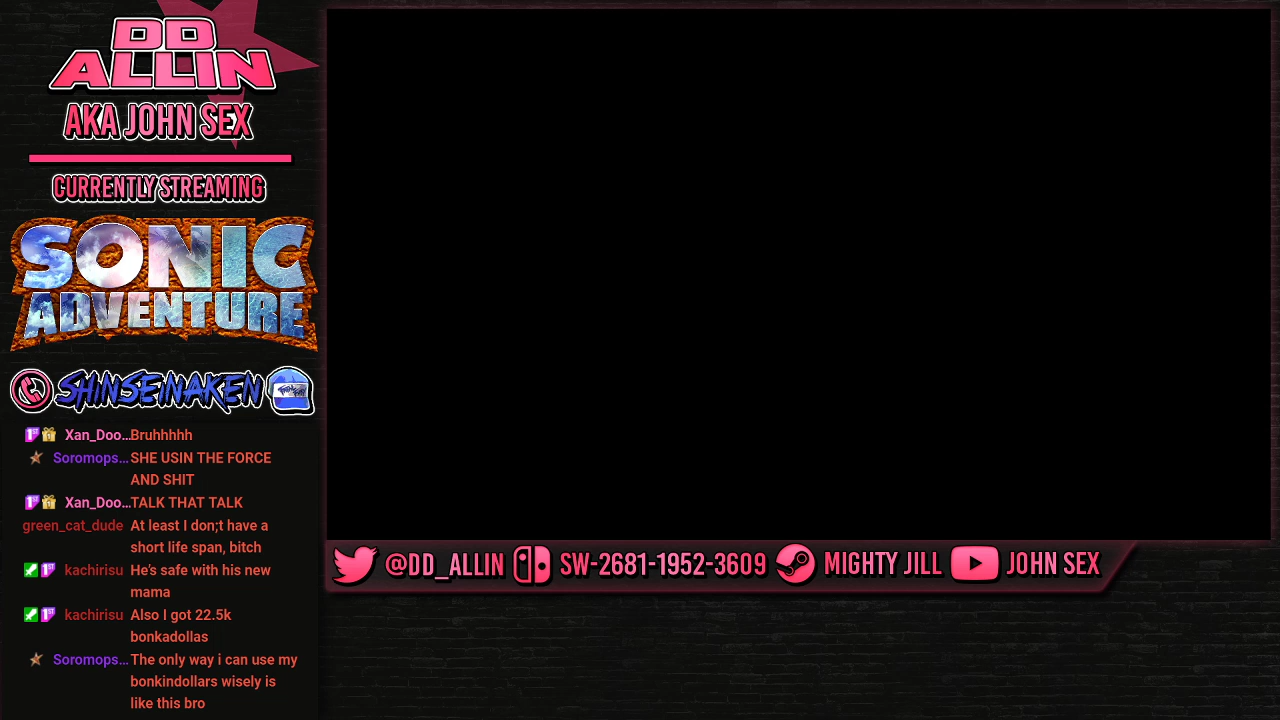 DD
ALLIN
AKA JOHN SEX
CURRENTLY STREAMING
SONIC
ADVENTURE
SHINSEINAKEN
Xan_Doo...Bruhhhhh
Soromops...SHE USIN THE FORCE
AND SHIT
Xan_Doo...TALK THAT TALK
green_cat_dude At least I don;t have a
short life span, bitch
kachirisu He's safe with his new
mama
kachirisu Also I got 22.5k
bonkadollas
Soromops...The only way i can use my
bonkindollars wisely is
like this bro
@DD_ALLIN SW-2681-1952-3609 MIGHTY JILL JOHN SEX